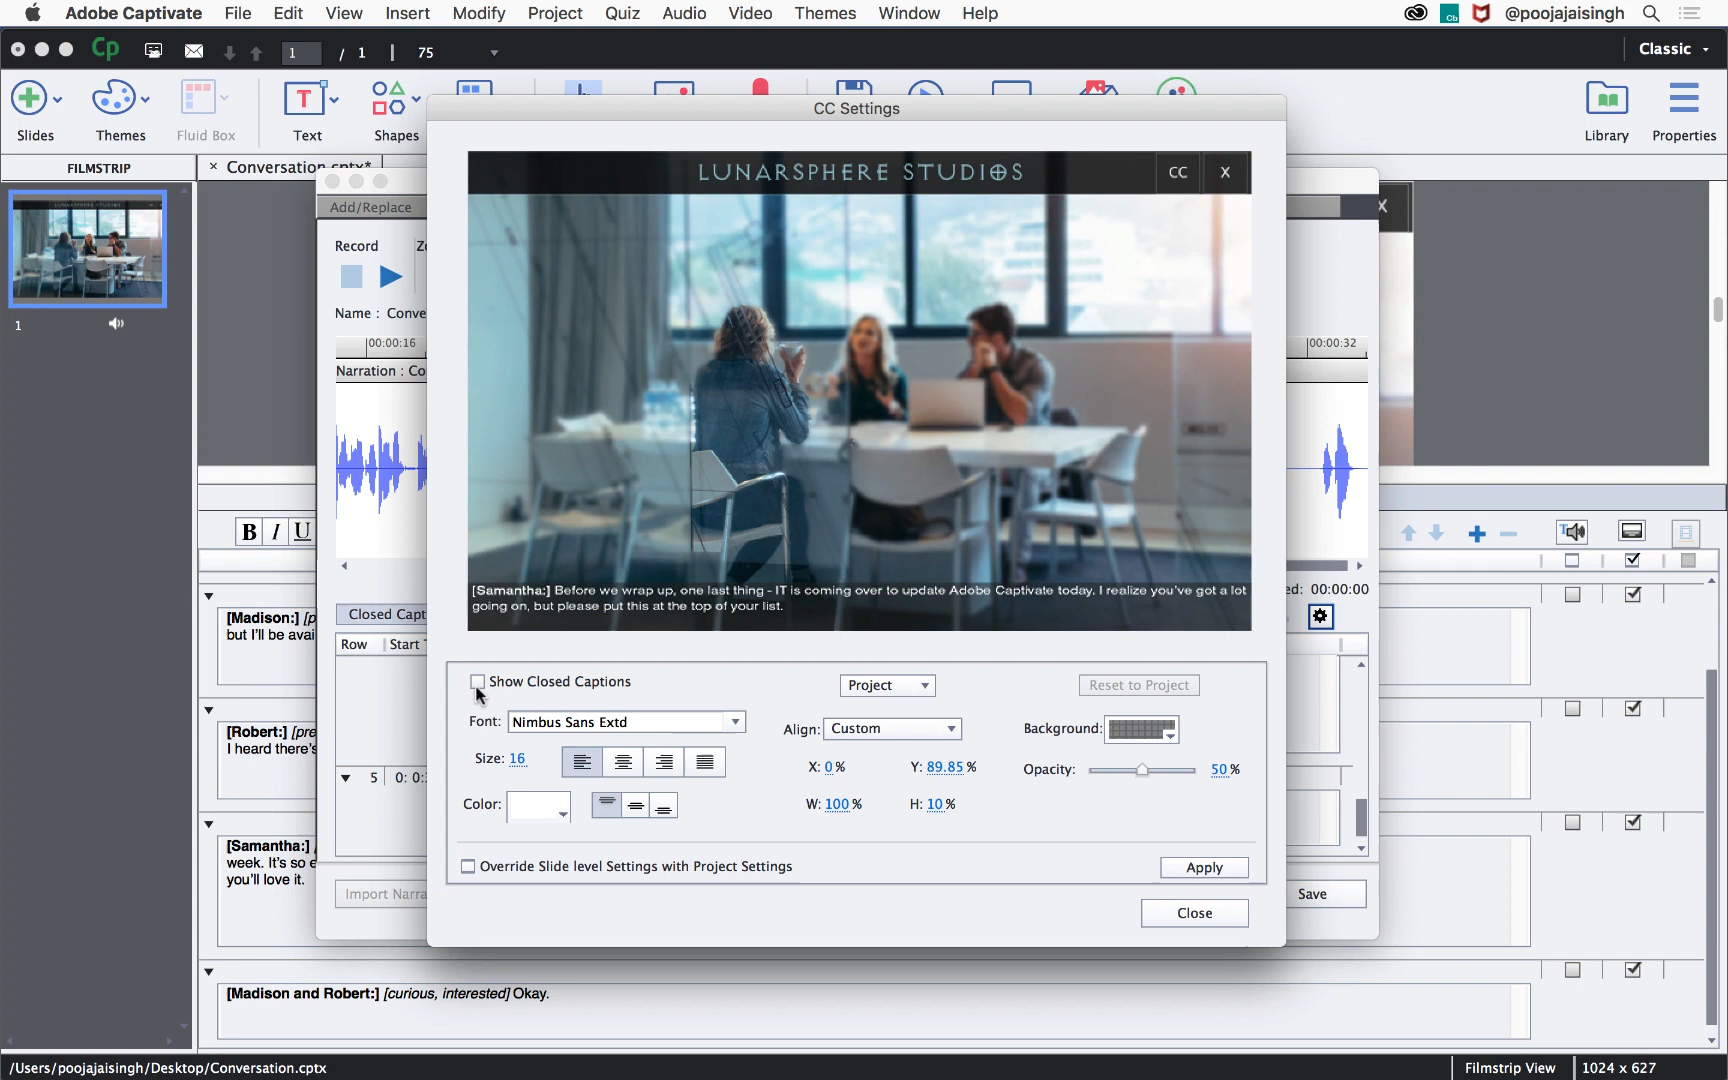 Adobe Captivate File Edit View Insert Modify Project Quiz Audio Video Themes Window Help @poojajaisingh
Cp 1 / 1 75 Classic
Slides Themes Fluid Box Text Shapes Library Properties
CC Settings
FILMSTRIP × Conversation.cptx*
LUNARSPHERE STUDIOS CC X
X
Add/Replace
Record
Name : Conve
00:00:16 00:00:32
Narration : Co
1
B I U
[Samantha:] Before we wrap up, one last thing - IT is coming over to update Adobe Captivate today. I realize you've got a lot
going on, but please put this at the top of your list.
ed: 00:00:00
Closed Capt
Row Start T
[Madison:] [p
but I'll be avai
Show Closed Captions Project Reset to Project
Font: Nimbus Sans Extd Align: Custom Background:
Size: 16 X: 0 % Y: 89.85 % Opacity: 50 %
Color: W: 100 % H: 10 %
[Robert:] [pre
I heard there's
5 0: 0:
Override Slide level Settings with Project Settings Apply
Close
[Samantha:]
week. It's so e
you'll love it.
Import Narra Save
[Madison and Robert:] [curious, interested] Okay.
/Users/poojajaisingh/Desktop/Conversation.cptx Filmstrip View 1024 x 627